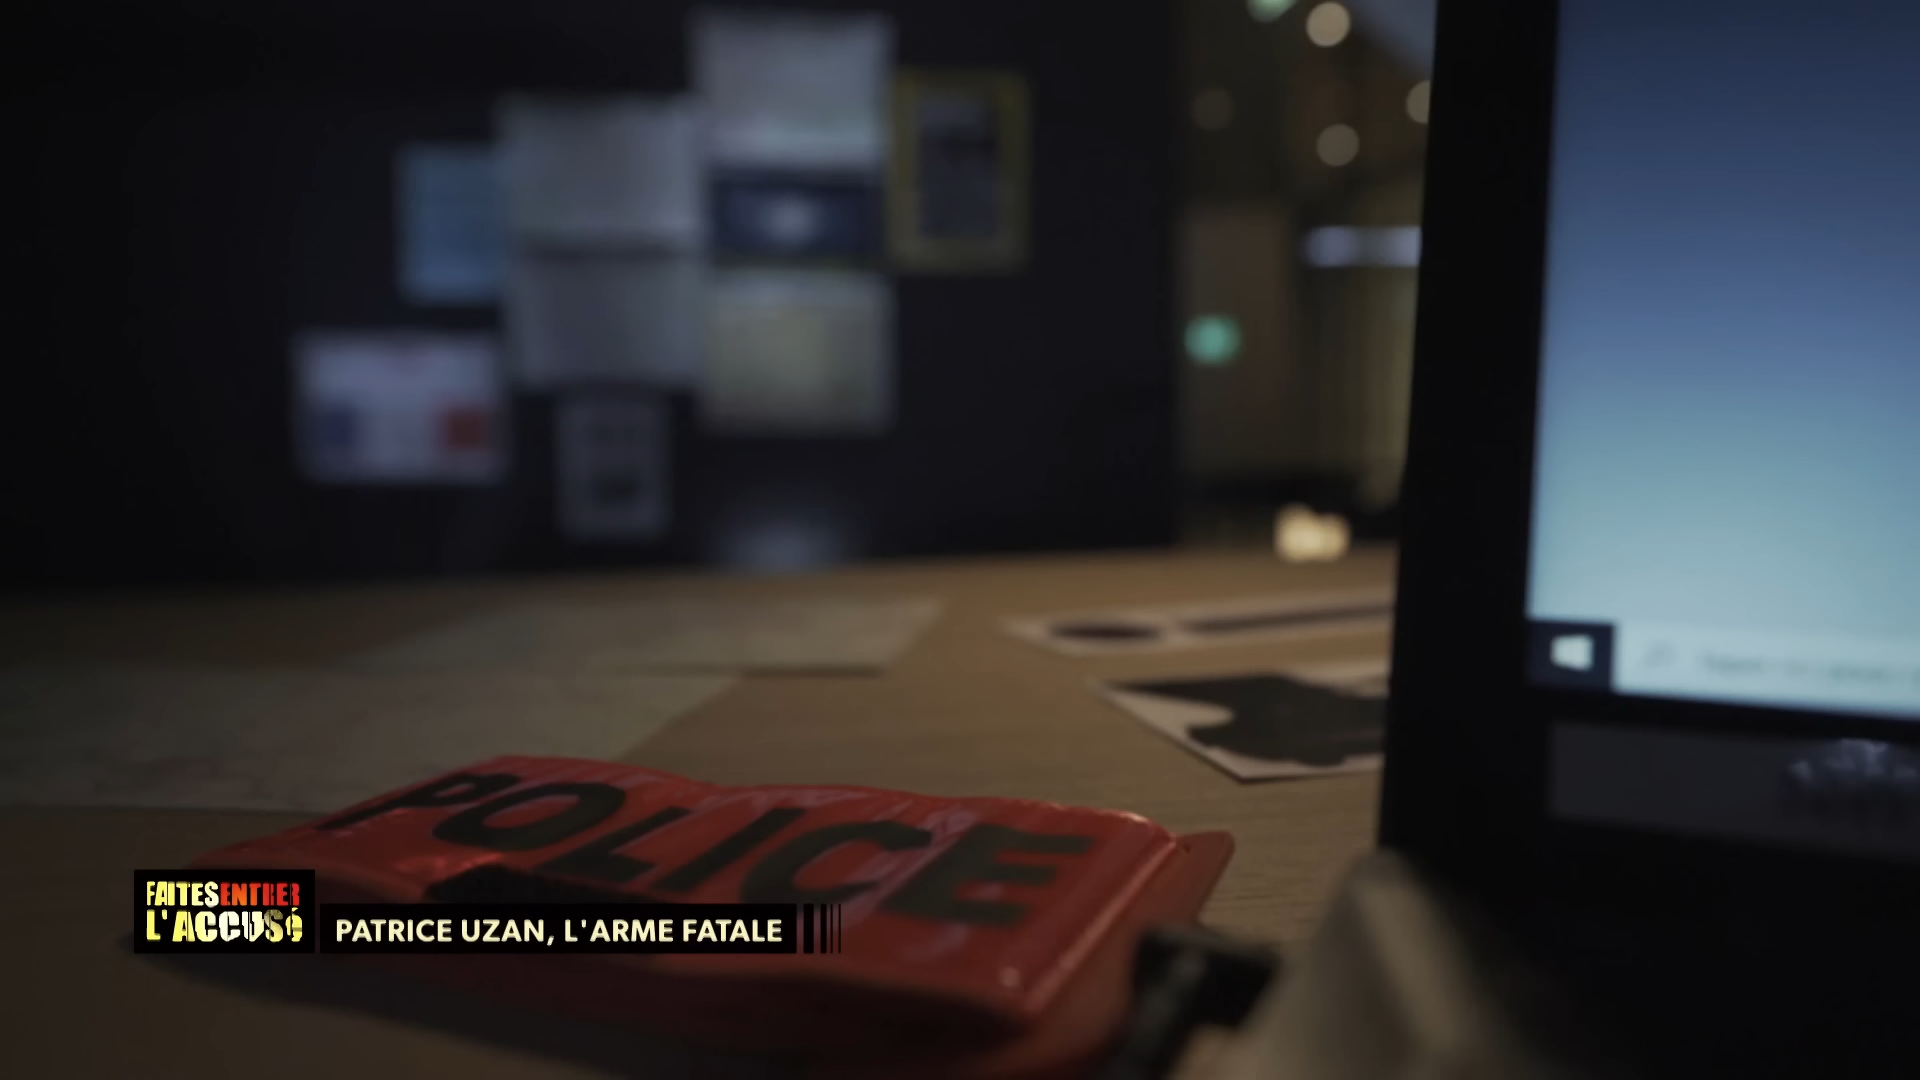 POLICE
FAITES ENTRER
L'ACCUSÉ
PATRICE UZAN, L'ARME FATALE